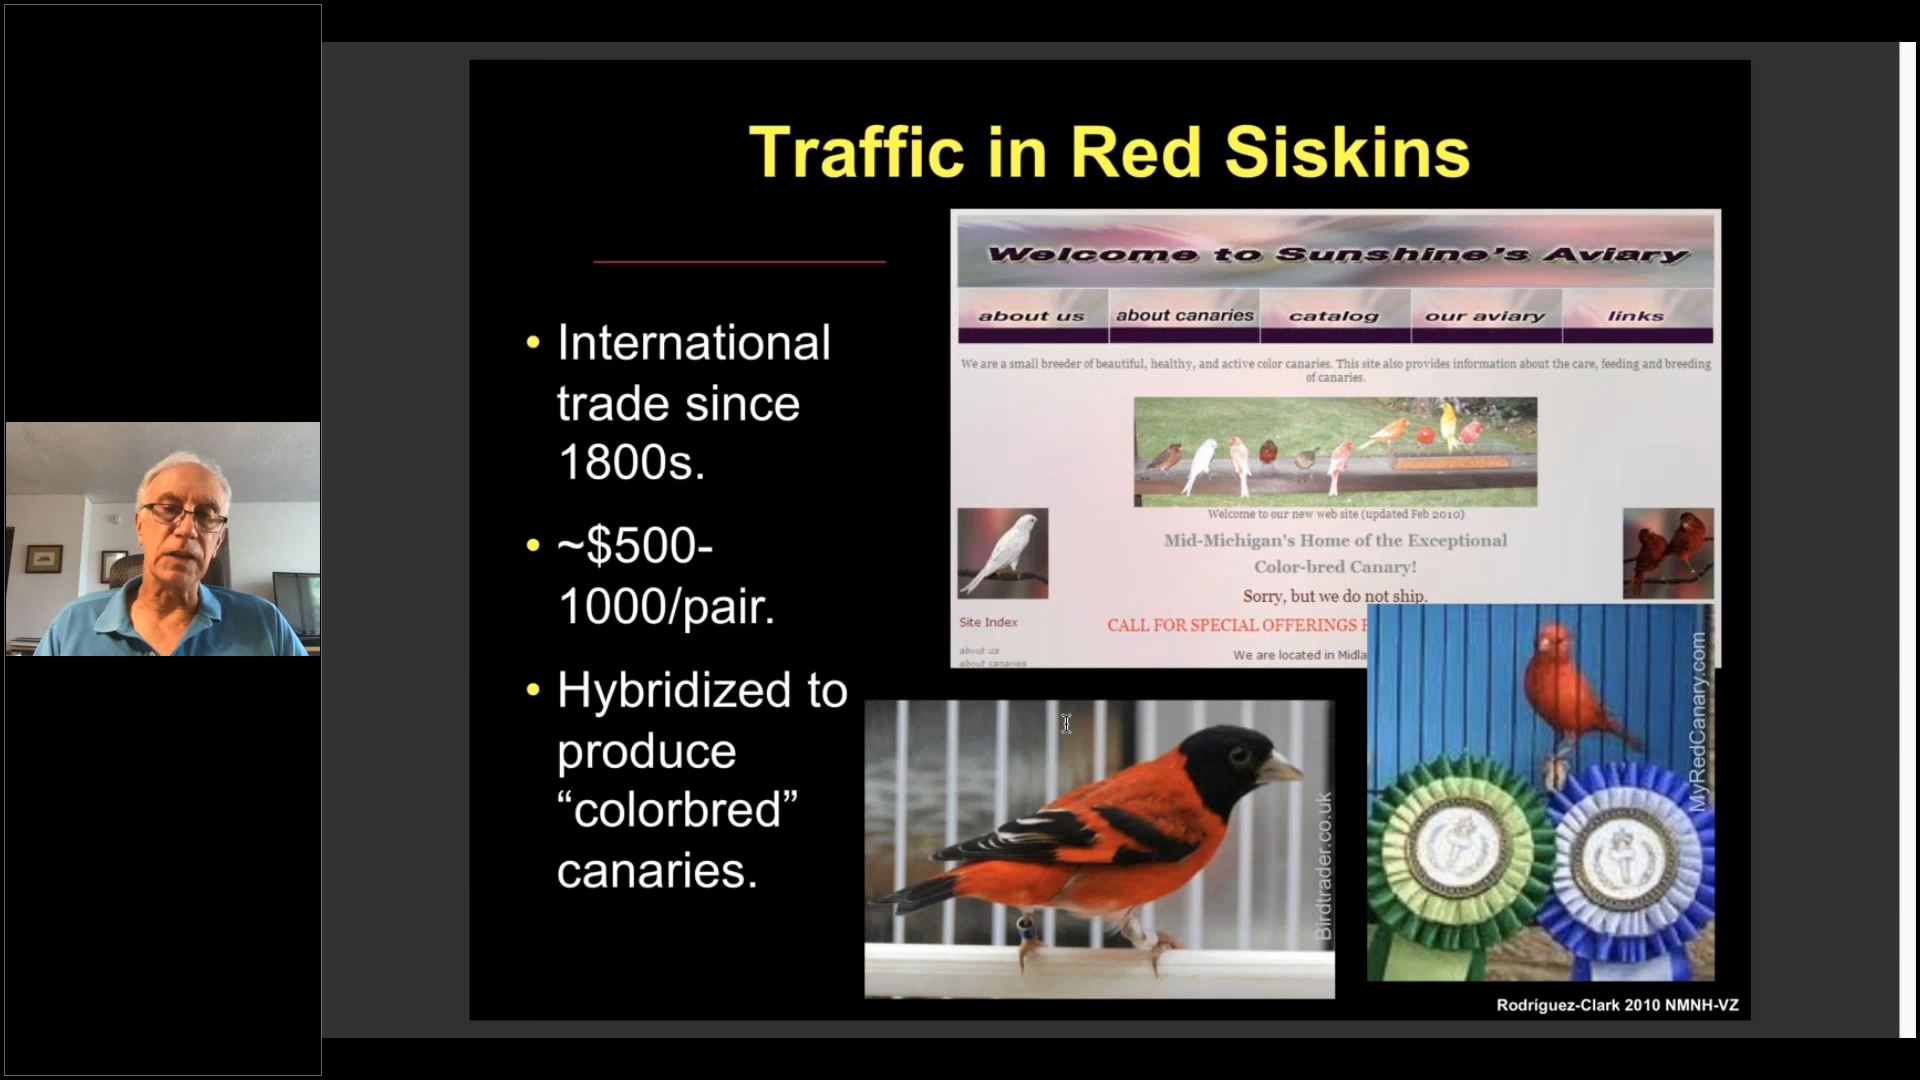 Traffic in Red Siskins
• International
trade since
1800s.
• ~$500-
1000/pair.
• Hybridized to
produce
“colorbred”
canaries.
Welcome to Sunshine's Aviary
about us
about canaries
catalog
our aviary
links
We are a small breeder of beautiful, healthy, and active color canaries. This site also provides information about the care, feeding and breeding
of canaries.
Welcome to our new web site (updated Feb 2010)
Mid-Michigan's Home of the Exceptional
Color-bred Canary!
Sorry, but we do not ship.
Site Index
CALL FOR SPECIAL OFFERINGS
about us
about canaries
We are located in
Birdtrader.co.uk
MyRedCanary.com
Rodríguez-Clark 2010 NMNH-VZ